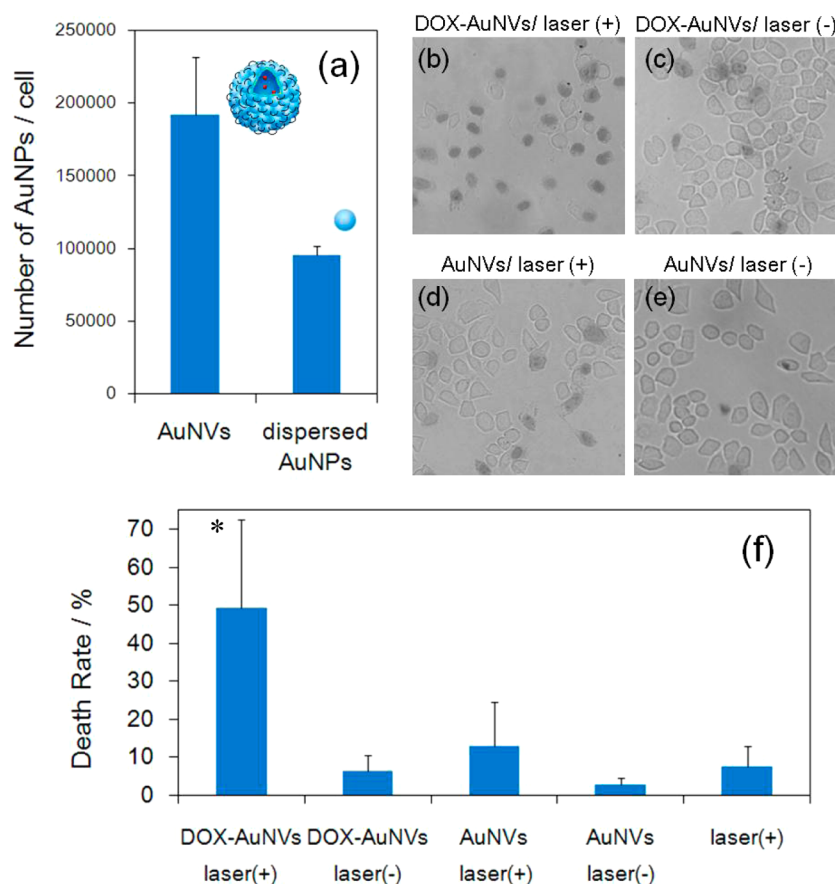 (a)
Number of AuNPs / cell
250000
200000
150000
100000
50000
0
AuNVs
dispersed
AuNPs
DOX-AuNVs/ laser (+)
(b)
DOX-AuNVs/ laser (-)
(c)
AuNVs/ laser (+)
(d)
AuNVs/ laser (-)
(e)
(f)
Death Rate / %
70
60
50
40
30
20
10
0
*
DOX-AuNVs
laser(+)
DOX-AuNVs
laser(-)
AuNVs
laser(+)
AuNVs
laser(-)
laser(+)